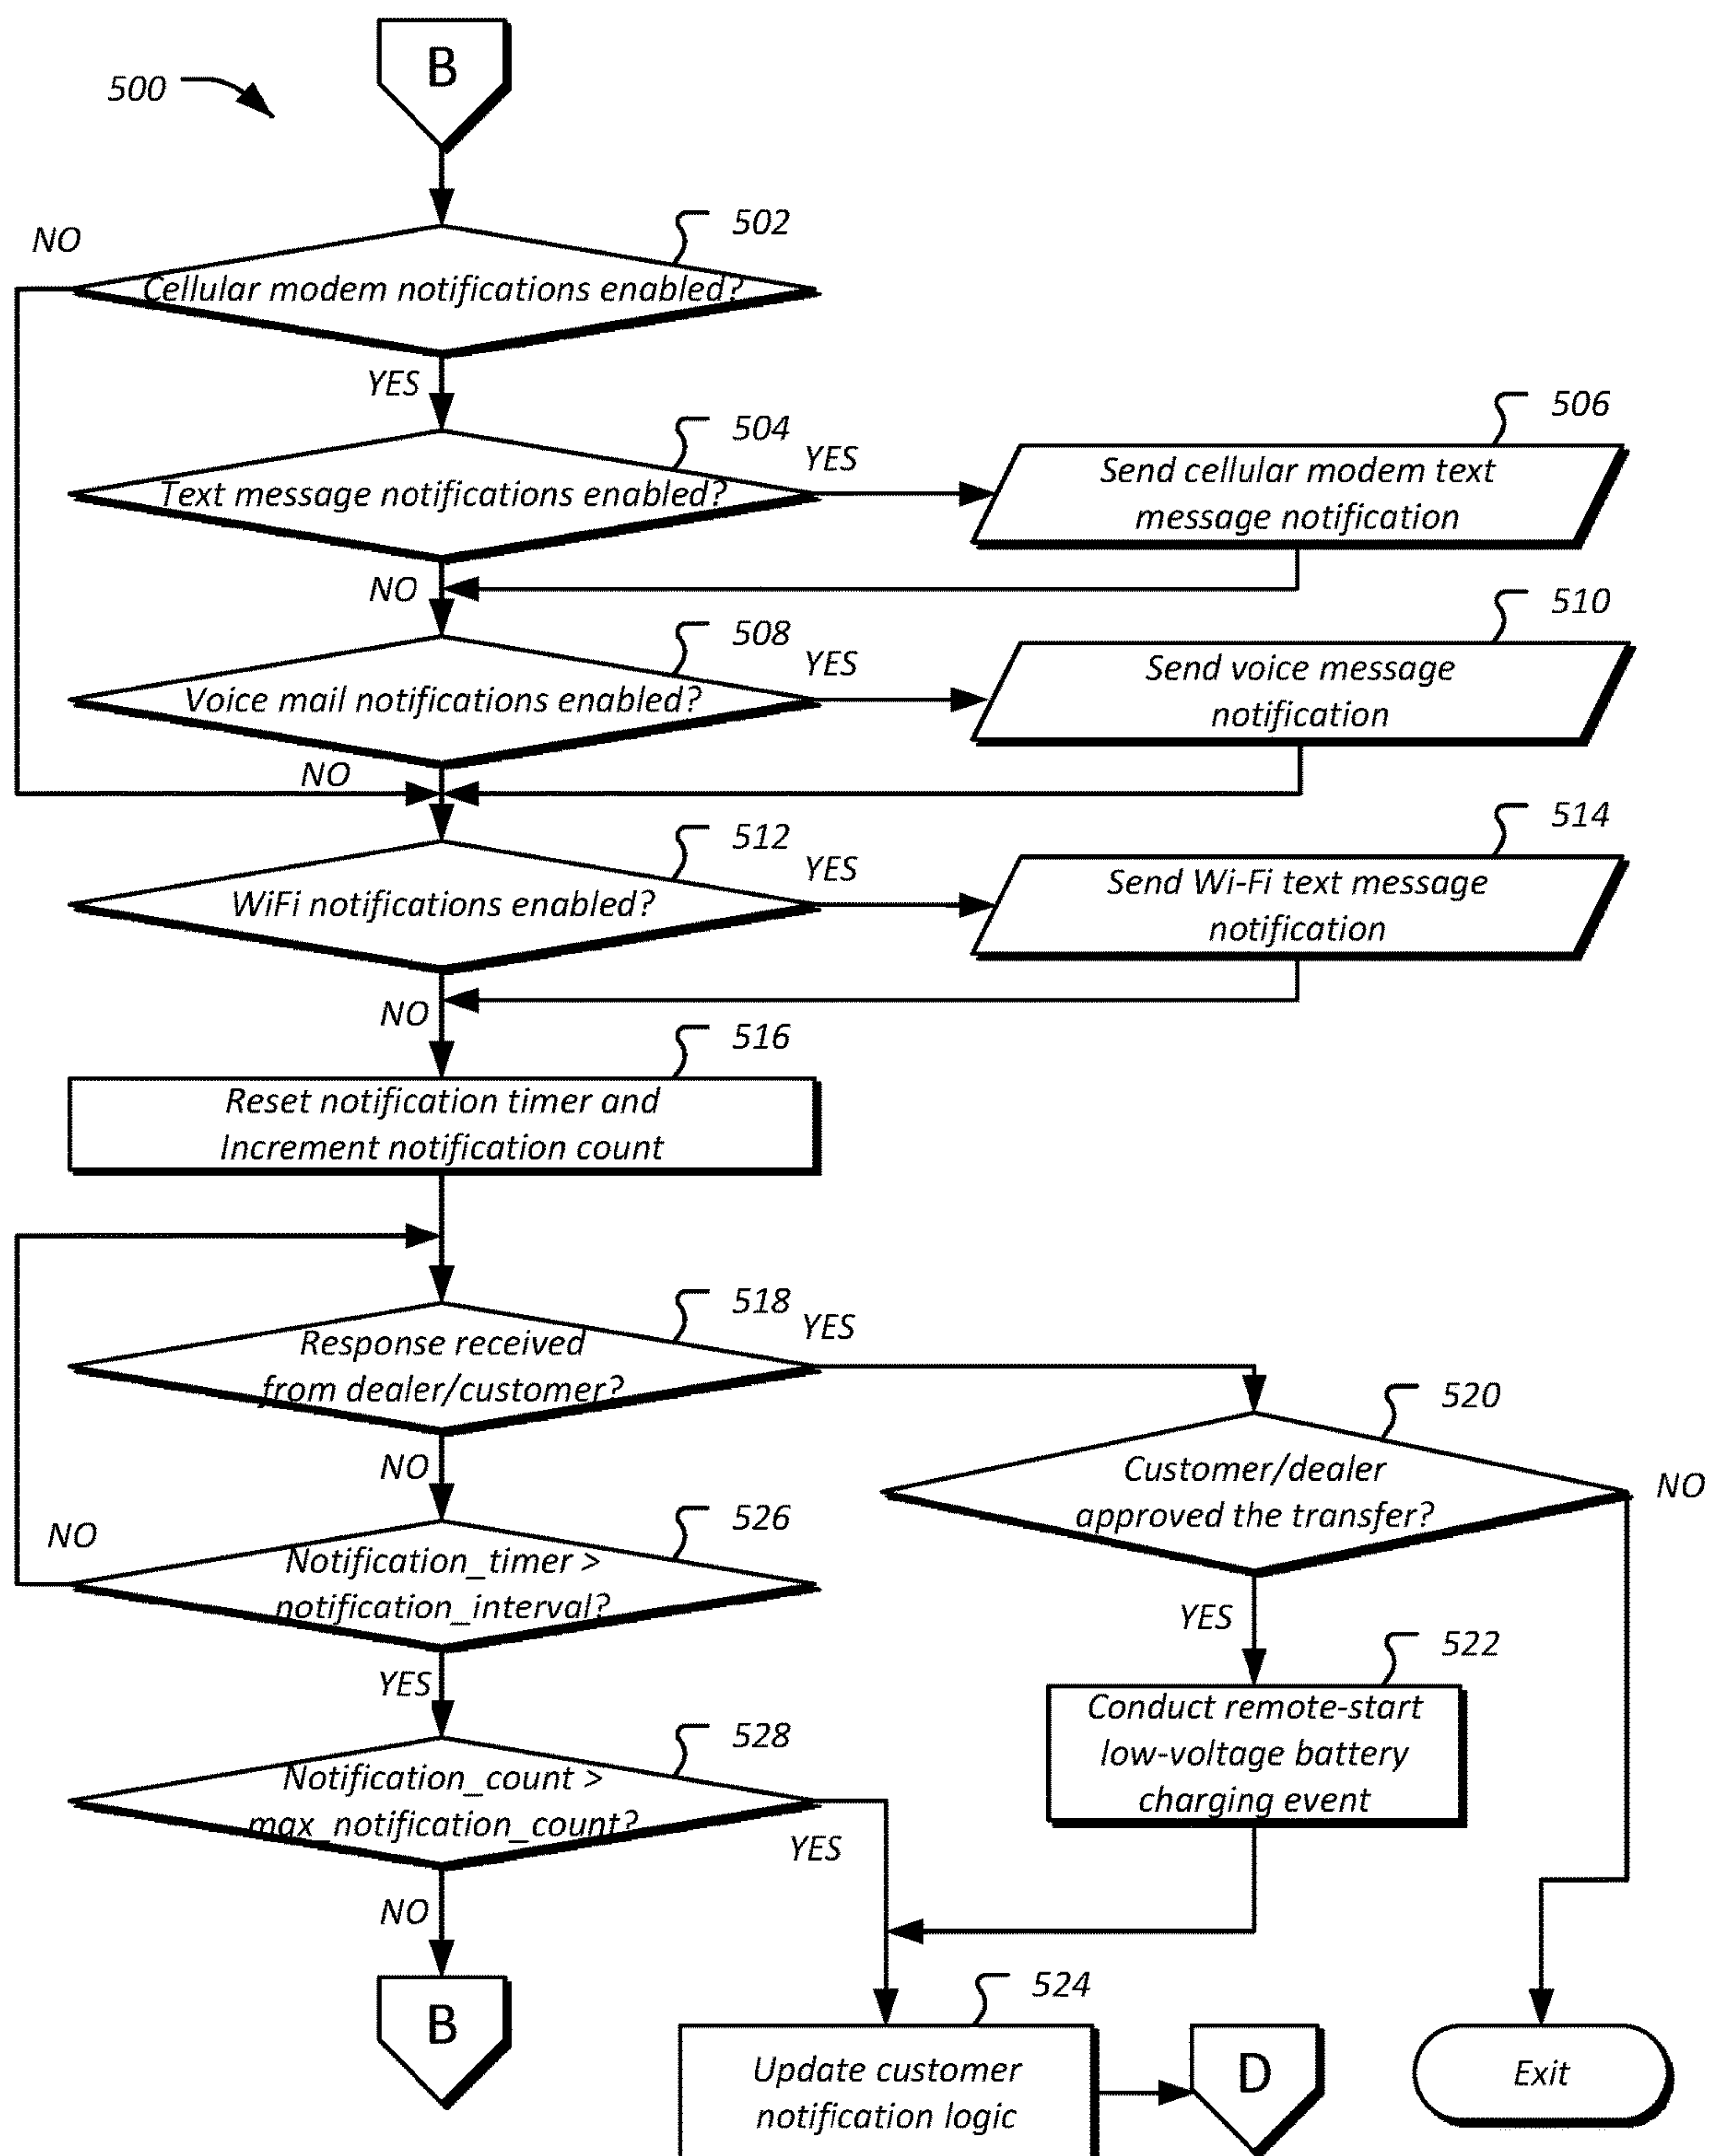 B
500
502
NO
Cellular modem notifications enabled?
YES
504
YES
506
Text message notifications enabled?
Send cellular modem text
message notification
NO
508
YES
510
Voice mail notifications enabled?
Send voice message
notification
NO
512
YES
514
WiFi notifications enabled?
Send Wi-Fi text message
notification
NO
516
Reset notification timer and
Increment notification count
518
YES
Response received
from dealer/customer?
520
NO
Customer/dealer
approved the transfer?
NO
526
NO
Notification_timer >
notification_interval?
YES
522
YES
Conduct remote-start
low-voltage battery
charging event
528
Notification_count >
max_notification_count?
YES
NO
B
524
Update customer
notification logic
D
Exit